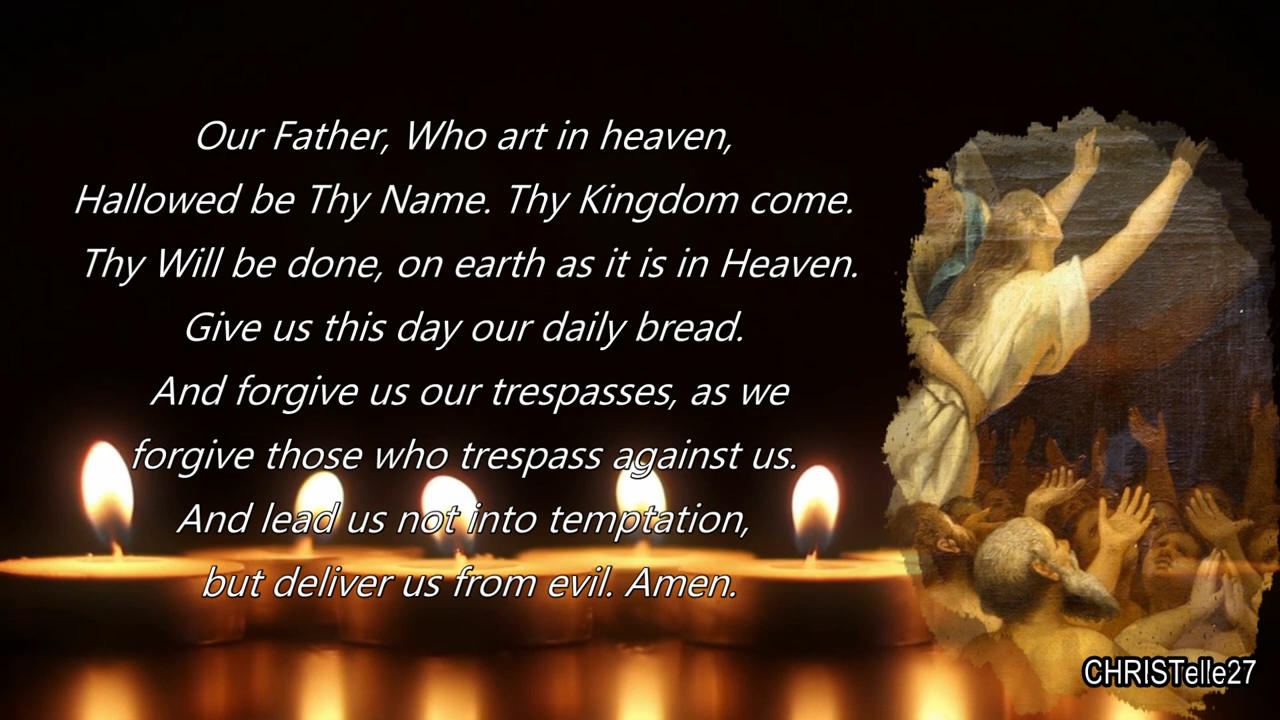 Our Father, Who art in heaven,
Hallowed be Thy Name. Thy Kingdom come.
Thy Will be done, on earth as it is in Heaven.
Give us this day our daily bread.
And forgive us our trespasses, as we
forgive those who trespass against us.
And lead us not into temptation,
but deliver us from evil. Amen.
CHRISTelle27